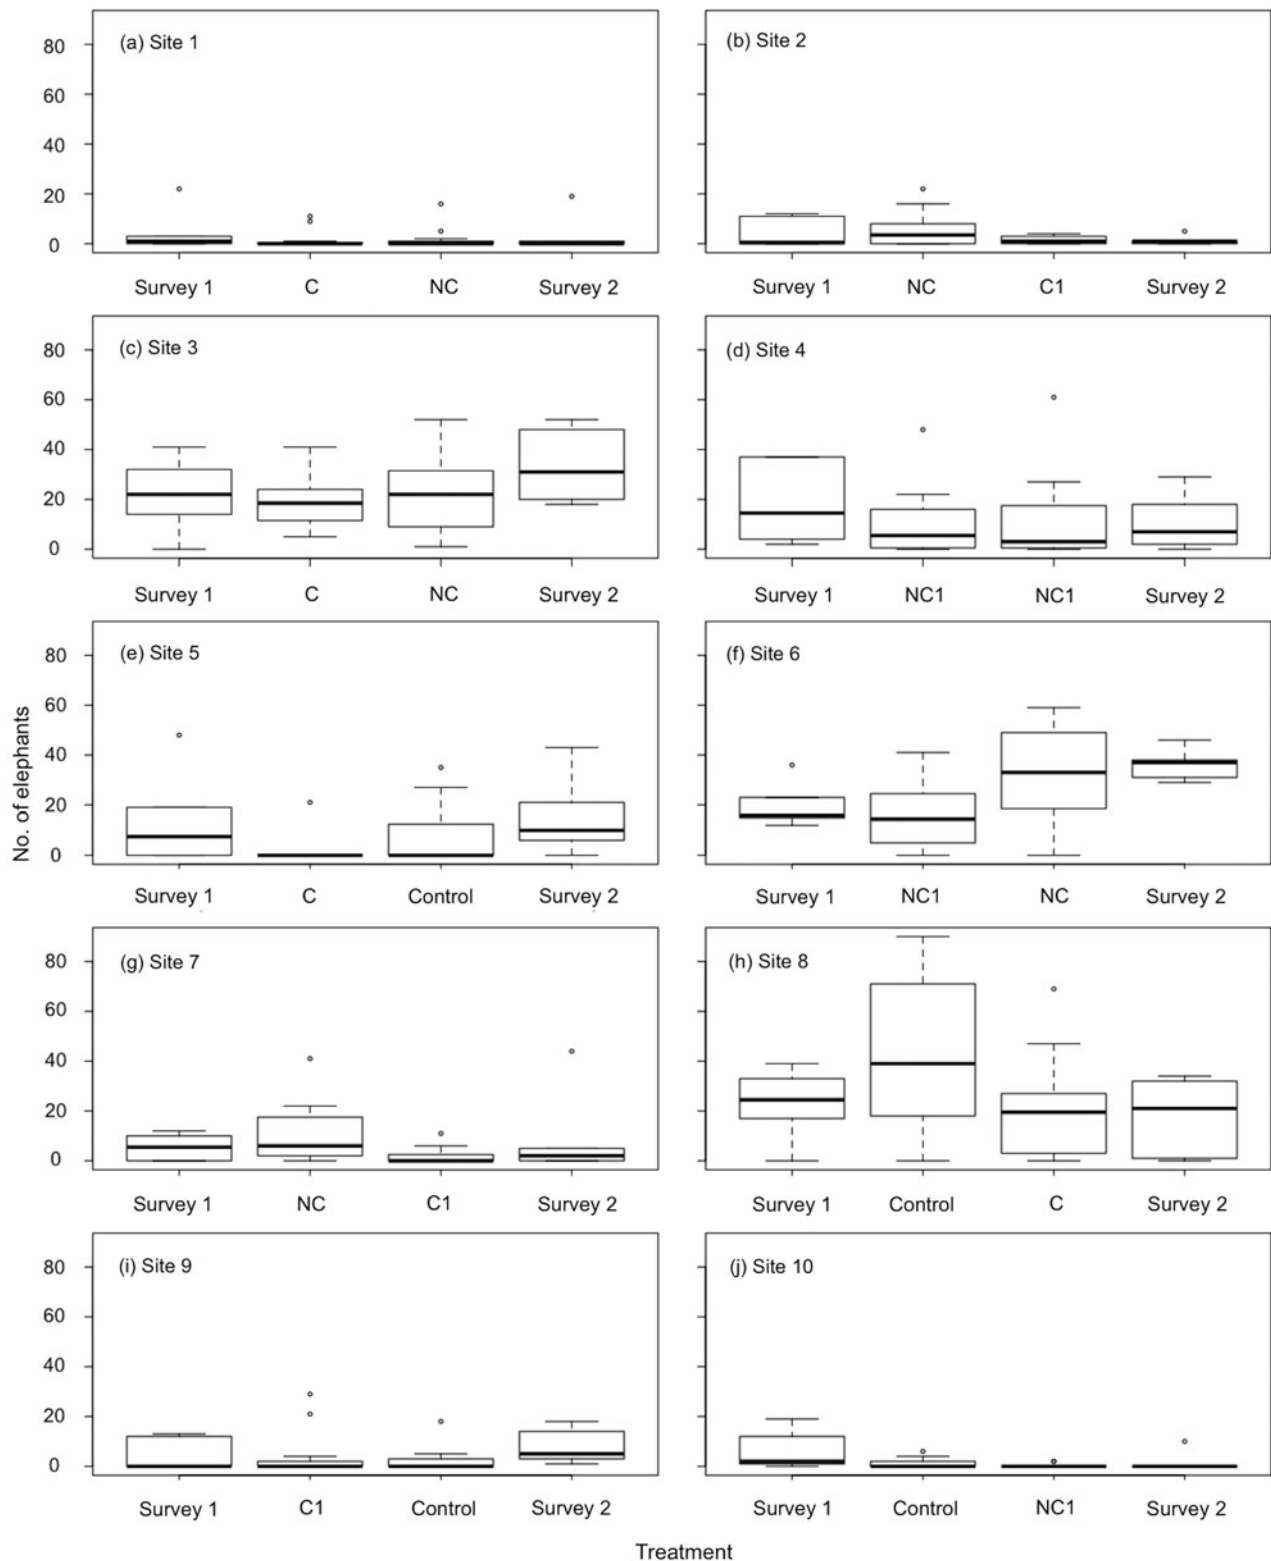 (a) Site 1
80
60
40
20
0
Survey 1 C NC Survey 2
(b) Site 2
Survey 1 NC C1 Survey 2
(c) Site 3
80
60
40
20
0
Survey 1 C NC Survey 2
(d) Site 4
Survey 1 NC1 NC1 Survey 2
No. of elephants
(e) Site 5
80
60
40
20
0
Survey 1 C Control Survey 2
(f) Site 6
Survey 1 NC1 NC Survey 2
(g) Site 7
80
60
40
20
0
Survey 1 NC C1 Survey 2
(h) Site 8
Survey 1 Control C Survey 2
(i) Site 9
80
60
40
20
0
Survey 1 C1 Control Survey 2
(j) Site 10
Survey 1 Control NC1 Survey 2
Treatment